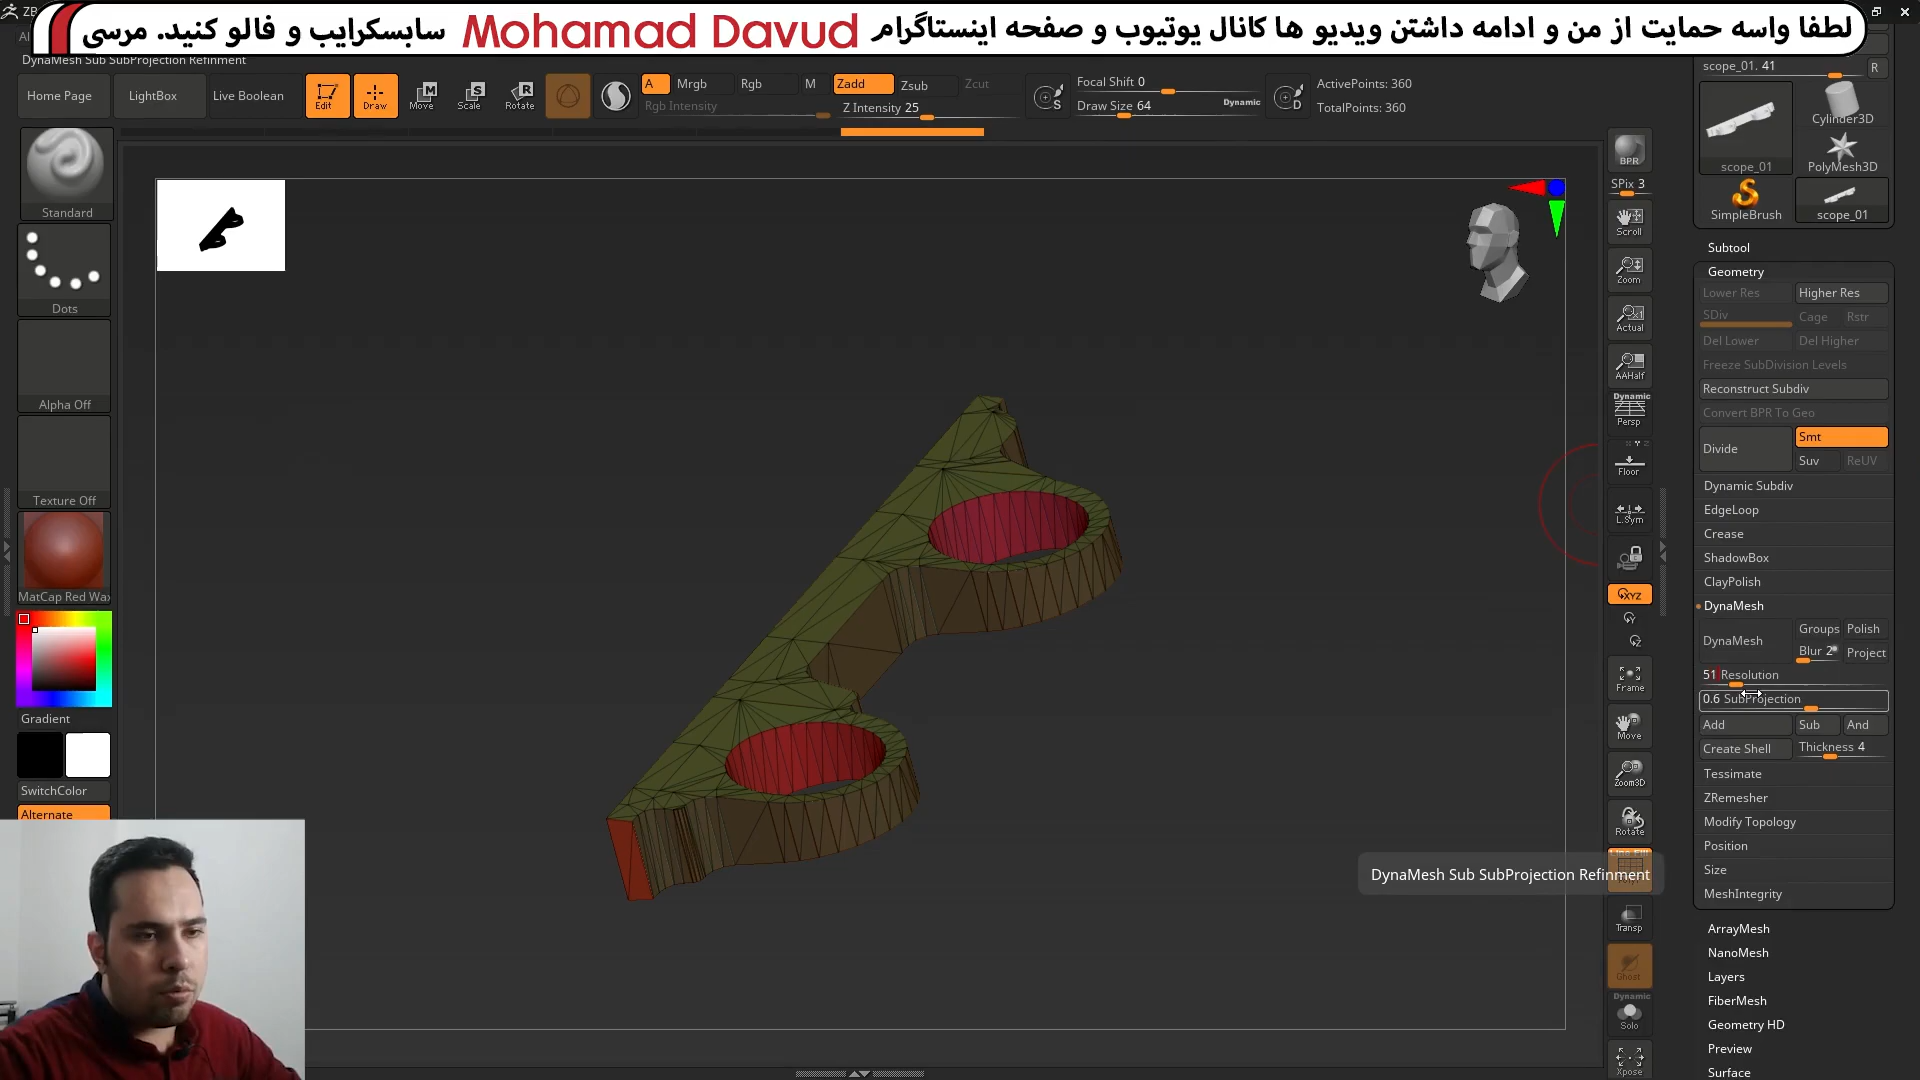 لطفا واسه حمایت از من و ادامه داشتن ویدیو ها کانال یوتیوب و صفحه اینستاگرام Mohamad Davud سابسکرایب و فالو کنید. مرسی
ZB
DynaMesh Sub SubProjection Refinment
Home Page
LightBox
Live Boolean
Edit
Draw
Move
Scale
Rotate
A
Mrgb
Rgb
M
Zadd
Zsub
Zcut
Rgb Intensity
Z Intensity 25
Focal Shift 0
Draw Size 64
Dynamic
ActivePoints: 360
TotalPoints: 360
Standard
Dots
Alpha Off
Texture Off
MatCap Red Wax
Gradient
SwitchColor
Alternate
BPR
SPix 3
Scroll
Zoom
Actual
AAHalf
Dynamic
Persp
Floor
L.Sym
XYZ
Frame
Move
Zoom3D
Rotate
Line Fill
Transp
Ghost
Dynamic
Solo
Xpose
DynaMesh Sub SubProjection Refinment
scope_01. 41
R
scope_01
Cylinder3D
PolyMesh3D
SimpleBrush
scope_01
Subtool
Geometry
Lower Res
Higher Res
SDiv
Cage
Rstr
Del Lower
Del Higher
Freeze SubDivision Levels
Reconstruct Subdiv
Convert BPR To Geo
Divide
Smt
Suv
ReUV
Dynamic Subdiv
EdgeLoop
Crease
ShadowBox
ClayPolish
DynaMesh
DynaMesh
Groups
Polish
Blur 2
Project
51 Resolution
0.6 SubProjection
Add
Sub
And
Create Shell
Thickness 4
Tessimate
ZRemesher
Modify Topology
Position
Size
MeshIntegrity
ArrayMesh
NanoMesh
Layers
FiberMesh
Geometry HD
Preview
Surface